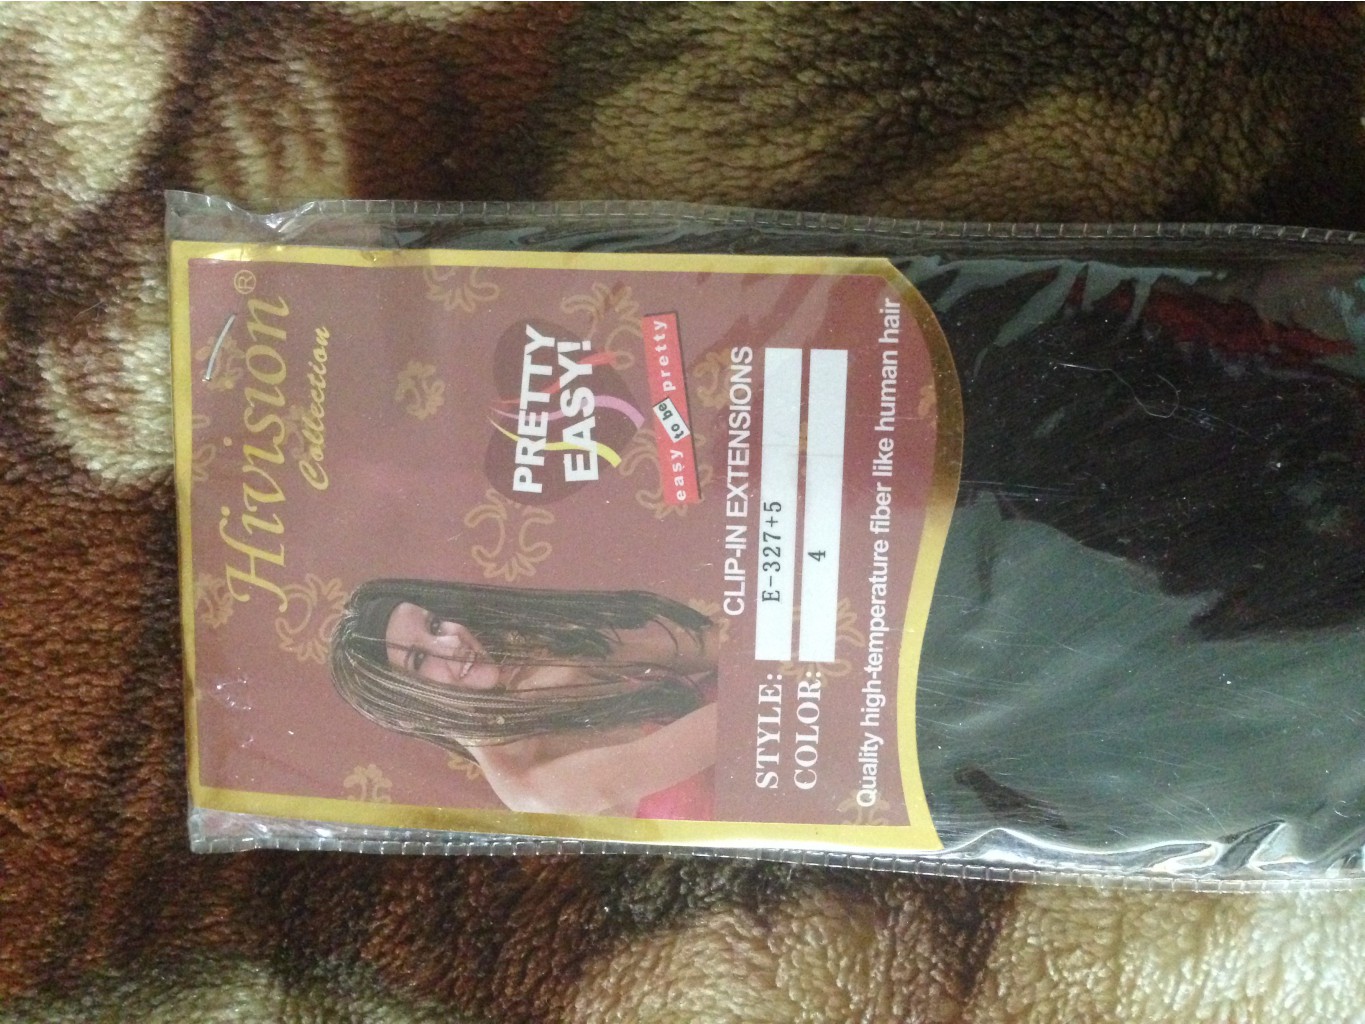 Hivision®
Collection
PRETTY
EASY!
easy to be pretty
CLIP-IN EXTENSIONS
STYLE: E-327+5
COLOR: 4
Quality high-temperature fiber like human hair